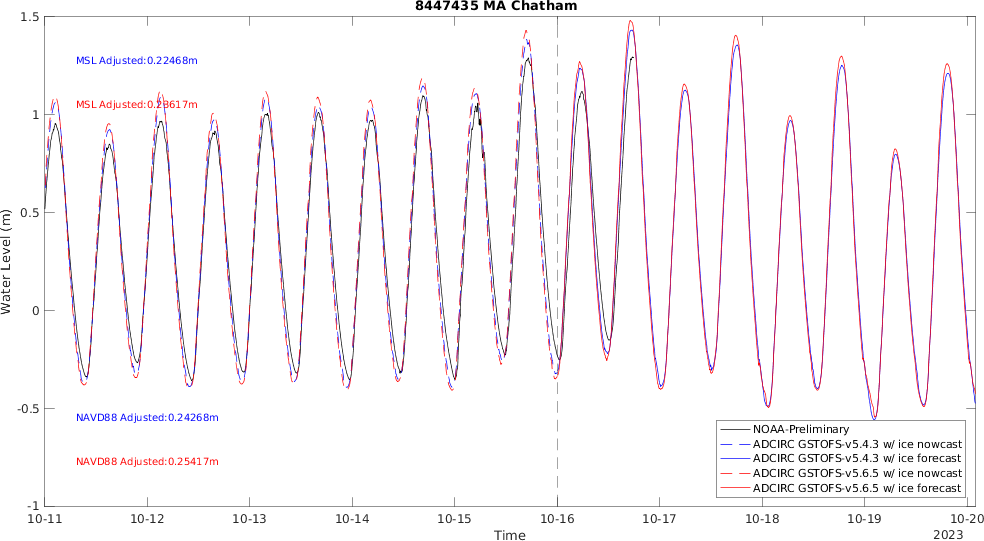 8447435 MA Chatham
1.5
1
0.5
0
-0.5
-1
Water Level (m)
MSL Adjusted:0.22468m
MSL Adjusted:0.23617m
NAVD88 Adjusted:0.24268m
NAVD88 Adjusted:0.25417m
NOAA-Preliminary
ADCIRC GSTOFS-v5.4.3 w/ ice nowcast
ADCIRC GSTOFS-v5.4.3 w/ ice forecast
ADCIRC GSTOFS-v5.6.5 w/ ice nowcast
ADCIRC GSTOFS-v5.6.5 w/ ice forecast
10-11 10-12 10-13 10-14 10-15 10-16 10-17 10-18 10-19 10-20
Time
2023